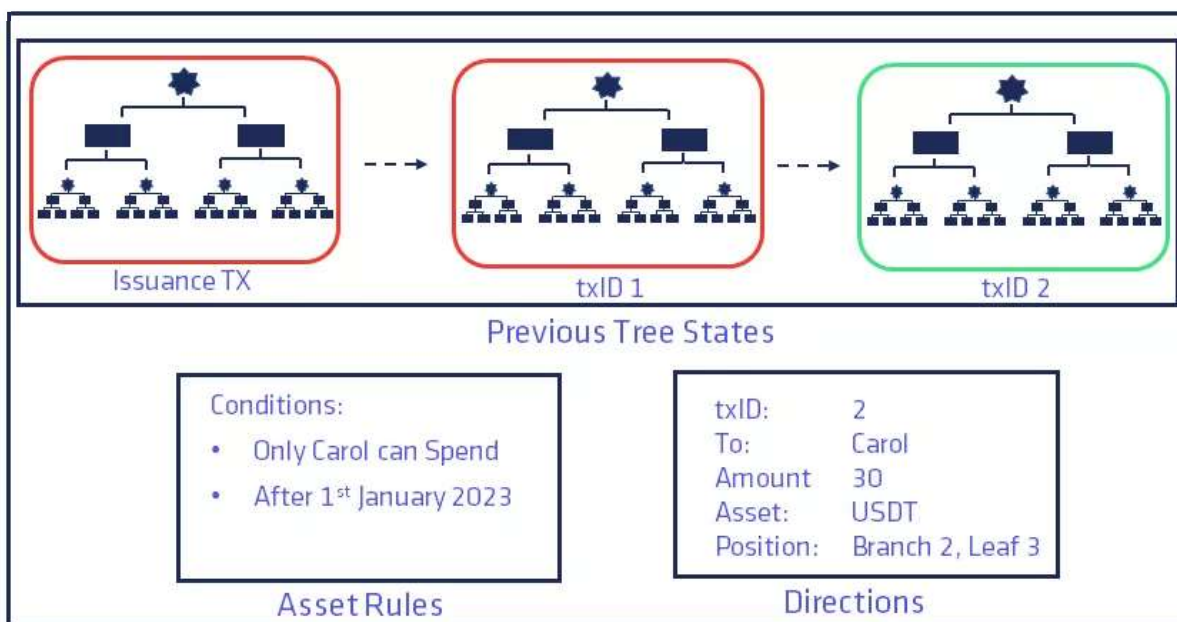 Issuance TX
txID 1
txID 2
Previous Tree States
Conditions:
• Only Carol can Spend
• After 1st January 2023
Asset Rules
txID: 2
To: Carol
Amount 30
Asset: USDT
Position: Branch 2, Leaf 3
Directions